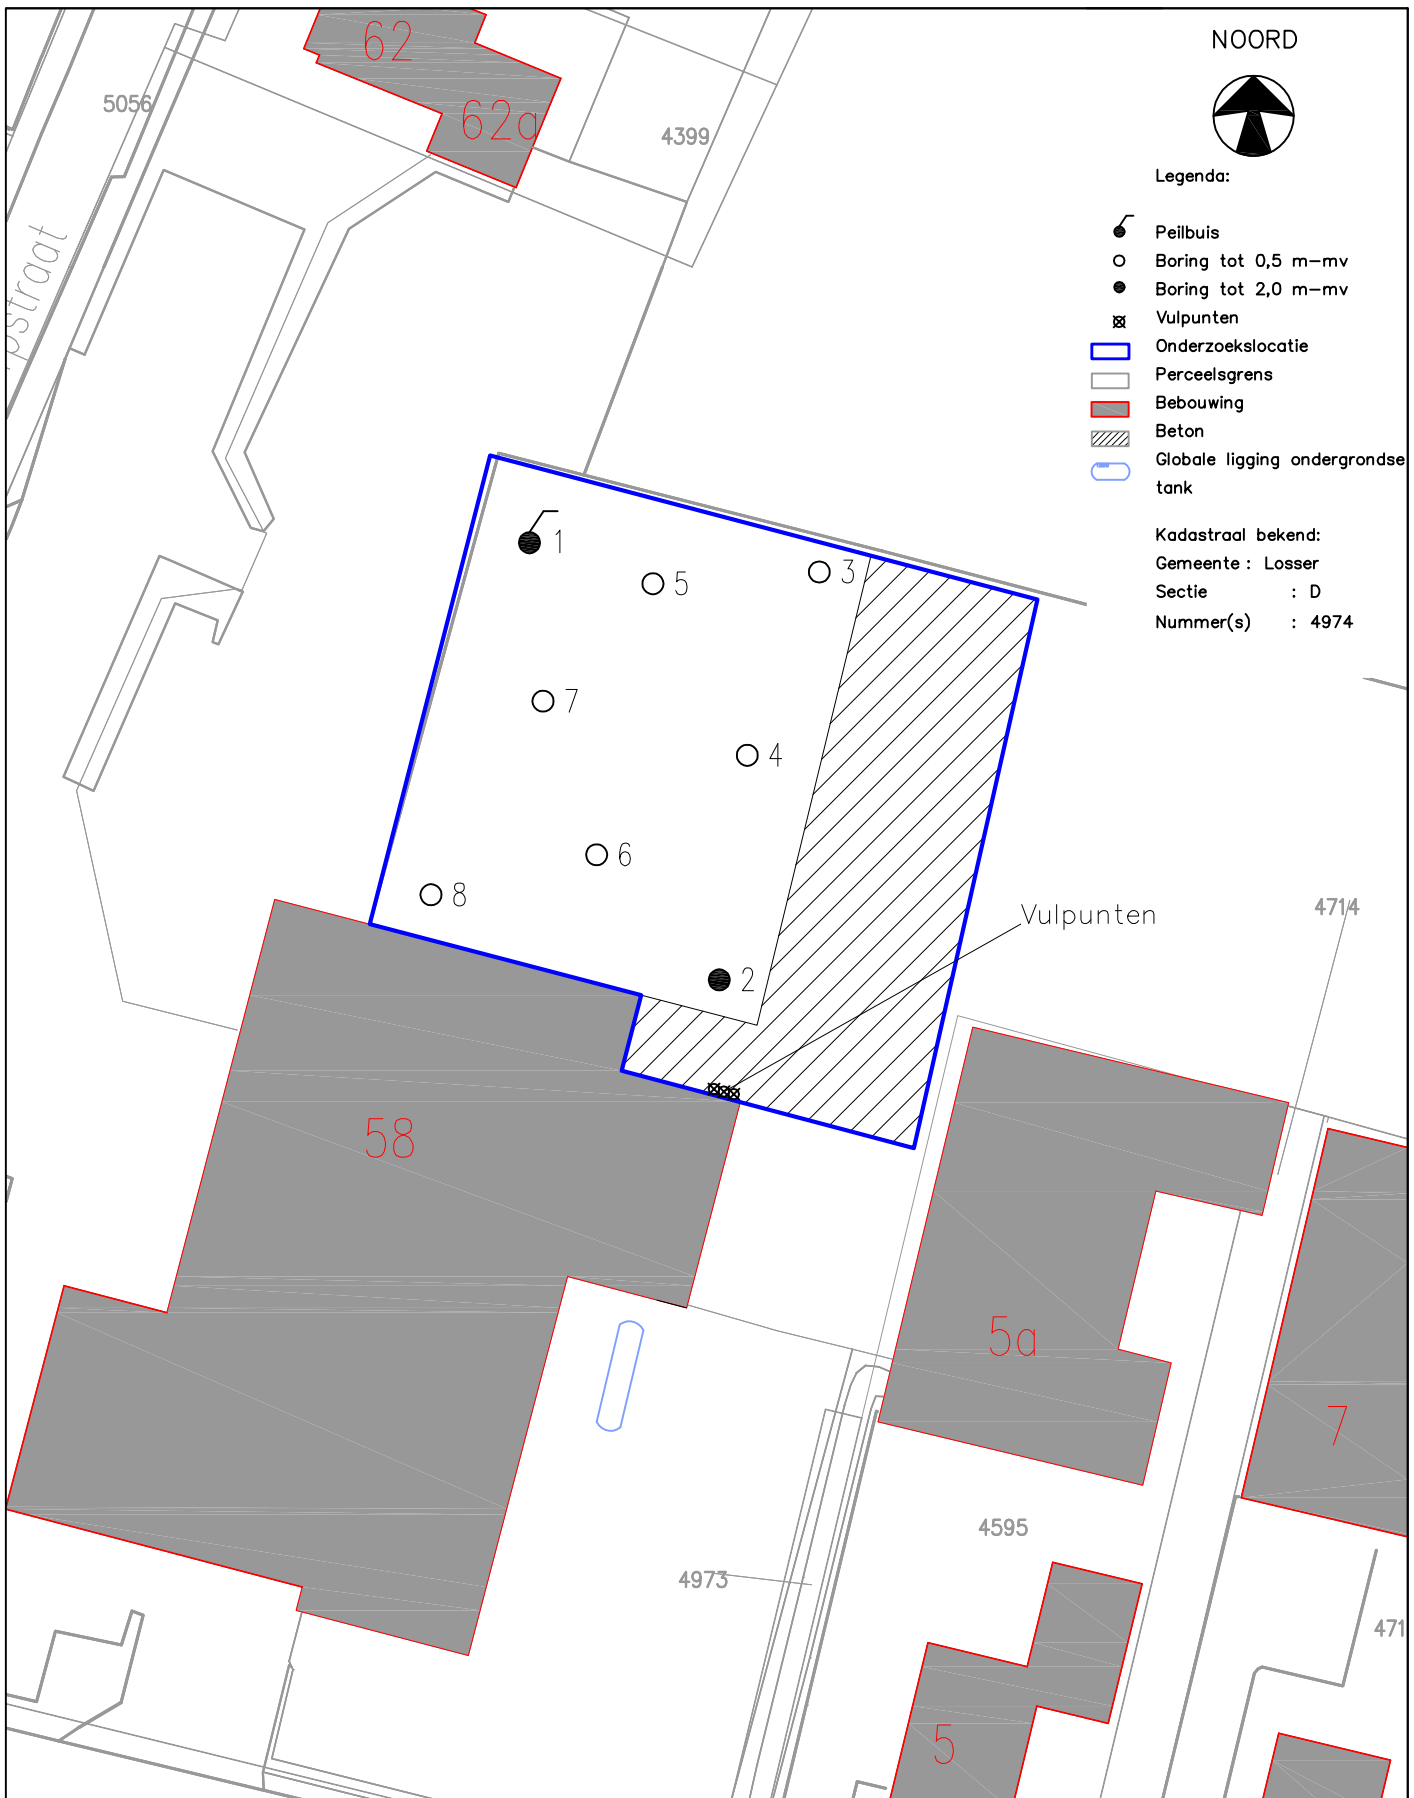 NOORD
Legenda:
Peilbuis
Boring tot 0,5 m-mv
Boring tot 2,0 m-mv
Vulpunten
Onderzoekslocatie
Perceelsgrens
Bebouwing
Beton
Globale ligging ondergrondse
tank
Kadastraal bekend:
Gemeente : Losser
Sectie : D
Nummer(s) : 4974
62
62a
5056
4399
1
5
3
7
4
6
8
2
Vulpunten
4714
58
5a
7
4595
4973
471
5